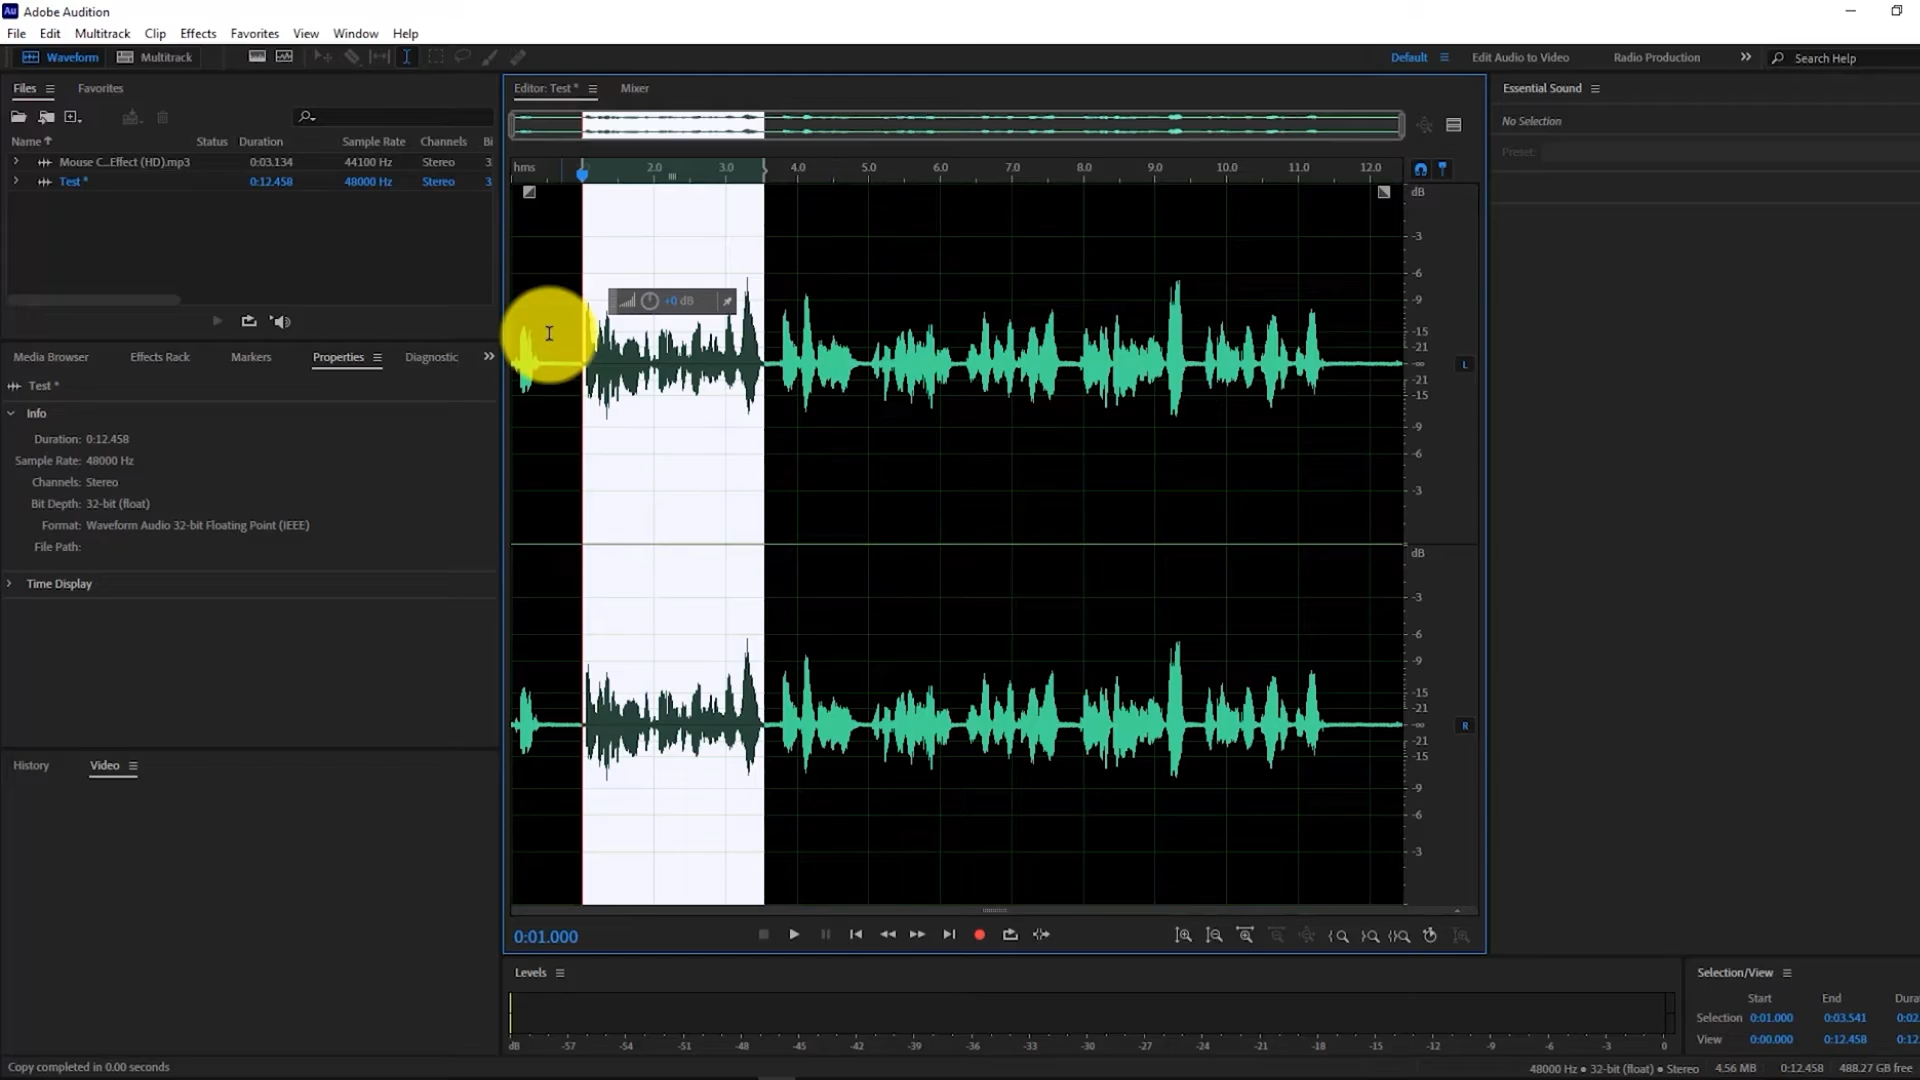 Au Adobe Audition
File Edit Multitrack Clip Effects Favorites View Window Help
Waveform Multitrack Default Edit Audio to Video Radio Production Search Help
Files Favorites Editor: Test * Mixer Essential Sound
No Selection
Preset:
Name Status Duration Sample Rate Channels Bi
Mouse C...Effect (HD).mp3 0:03.134 44100 Hz Stereo 3
Test * 0:12.458 48000 Hz Stereo 3
hms 2.0 3.0 4.0 5.0 6.0 7.0 8.0 9.0 10.0 11.0 12.0
dB
-3
-6
-9
-15
-21
-∞
-21
-15
-9
-6
-3
L
+0 dB
Media Browser Effects Rack Markers Properties Diagnostic
Test *
Info
Duration: 0:12.458
Sample Rate: 48000 Hz
Channels: Stereo
Bit Depth: 32-bit (float)
Format: Waveform Audio 32-bit Floating Point (IEEE)
File Path:
Time Display
dB
-3
-6
-9
-15
-21
-∞
-21
-15
-9
-6
-3
R
History Video
0:01.000
Levels
dB -57 -54 -51 -48 -45 -42 -39 -36 -33 -30 -27 -24 -21 -18 -15 -12 -9 -6 -3 0
Selection/View
Start End Dura
Selection 0:01.000 0:03.541 0:02.
View 0:00.000 0:12.458 0:12.
Copy completed in 0.00 seconds
48000 Hz ● 32-bit (float) ● Stereo 4.56 MB 0:12.458 488.27 GB free